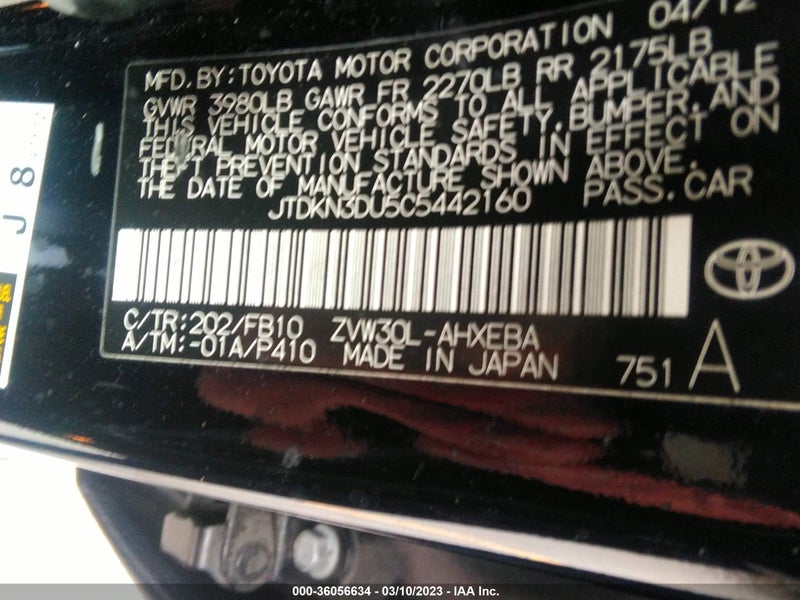 MFD. BY: TOYOTA MOTOR CORPORATION 04/12
GVWR 3980LB GAWR FR 2270LB RR 2175LB
THIS VEHICLE CONFORMS TO ALL APPLICABLE
FEDERAL MOTOR VEHICLE SAFETY, BUMPER, AND
THEFT PREVENTION STANDARDS IN EFFECT ON
THE DATE OF MANUFACTURE SHOWN ABOVE.
JTDKN3DU5C5442160 PASS. CAR
C/TR: 202/FB10 ZVW30L-AHXEBA
A/TM: -01A/P410 MADE IN JAPAN 751 A
J 8
000-36056634 - 03/10/2023 - IAA Inc.